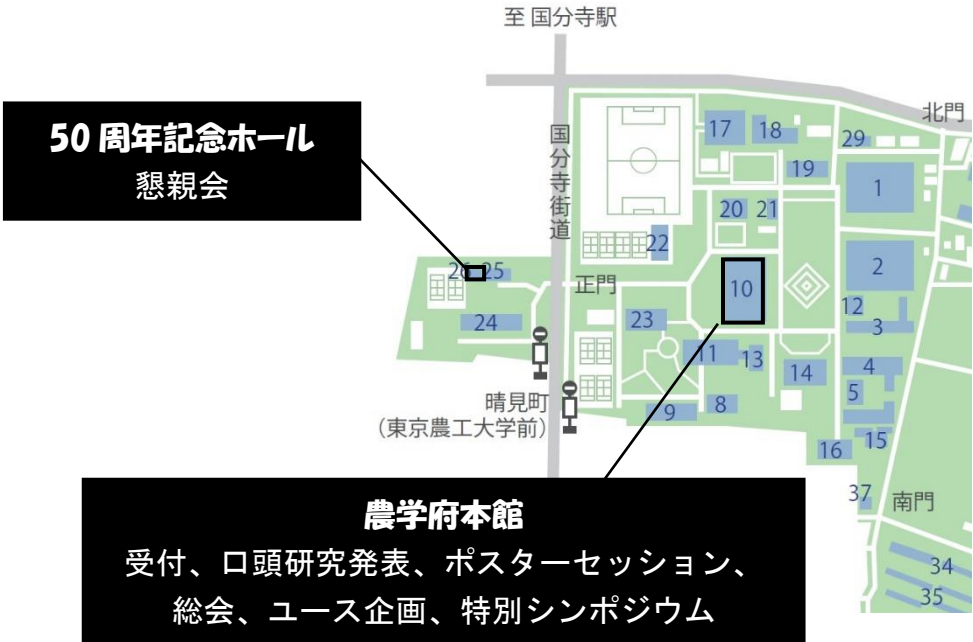 至 国分寺駅
北門
50 周年記念ホール
懇親会
国分寺街道
17
18
29
19
1
20
21
22
2
26
25
正門
10
12
24
23
3
11
13
4
14
5
晴見町
(東京農工大学前)
9
8
15
16
37
南門
農学府本館
受付、口頭研究発表、ポスターセッション、
総会、ユース企画、特別シンポジウム
34
35